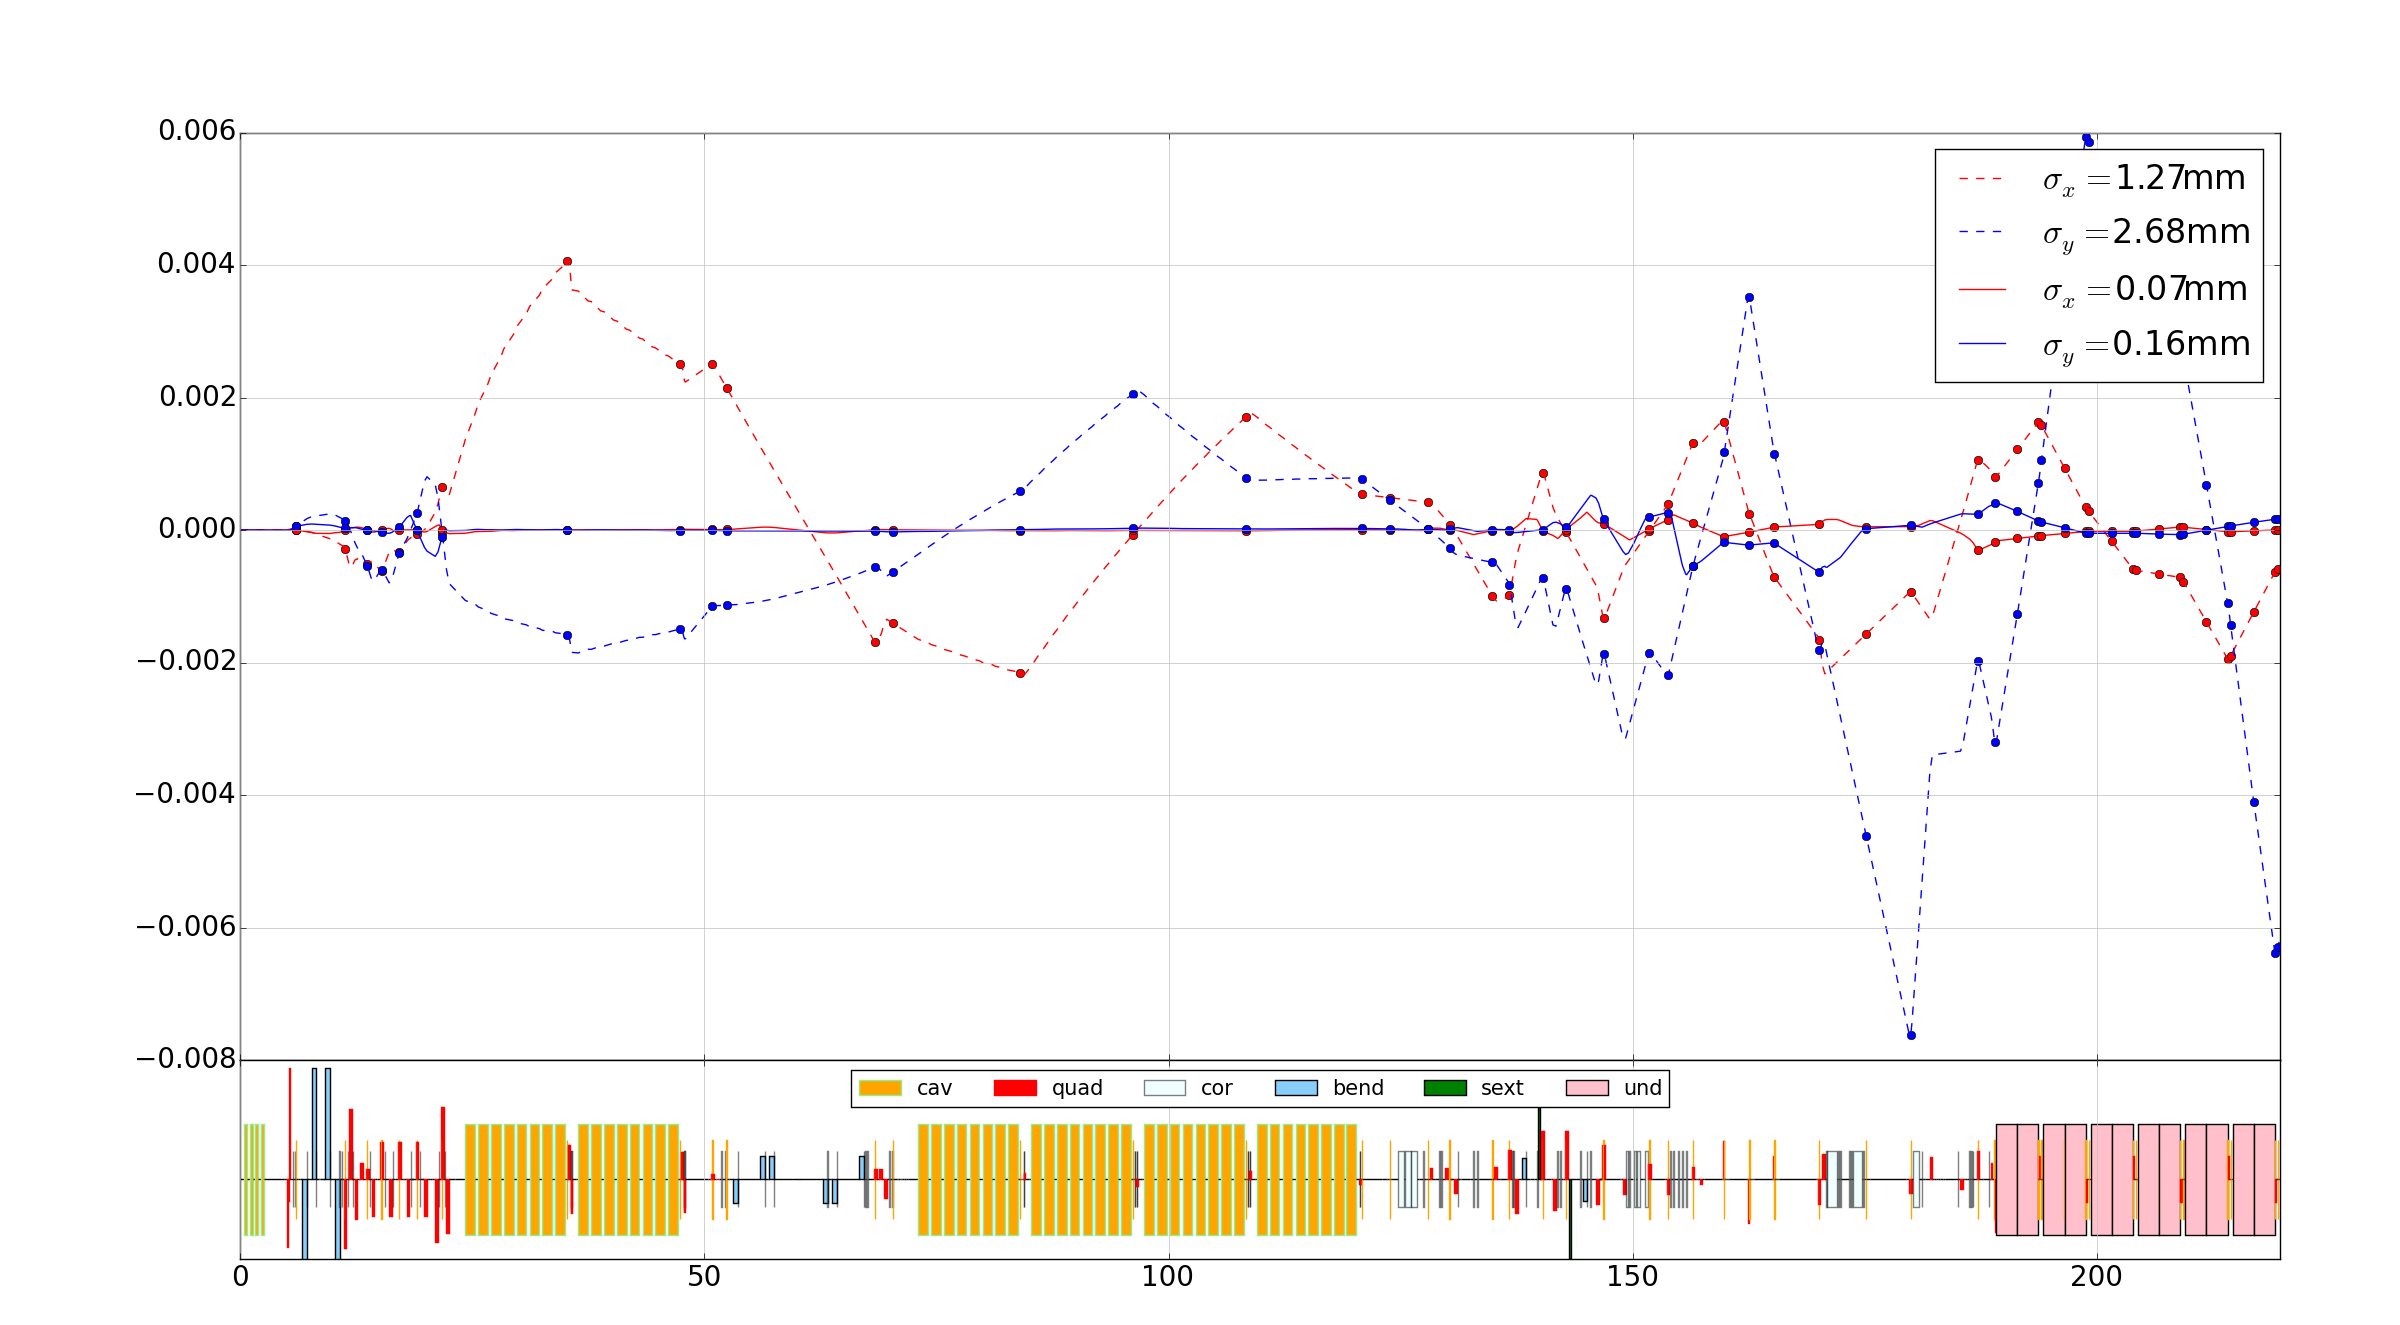 0.006
0.004
0.002
0.000
−0.002
−0.004
−0.006
−0.008
σx =1.27mm
σy =2.68mm
σx =0.07mm
σy =0.16mm
cav quad cor bend sext und
0 50 100 150 200